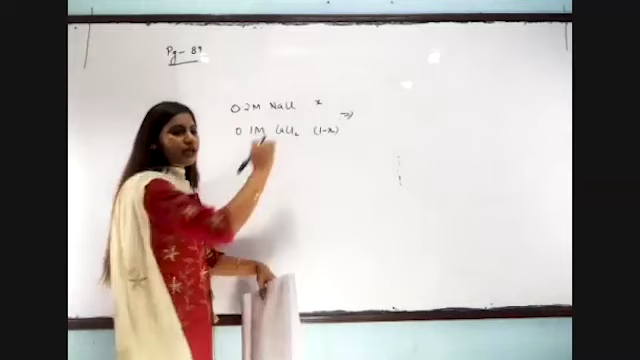 Pg- 89
0.2M NaCl x ⇒
0.1M CaCl₂ (1-x)